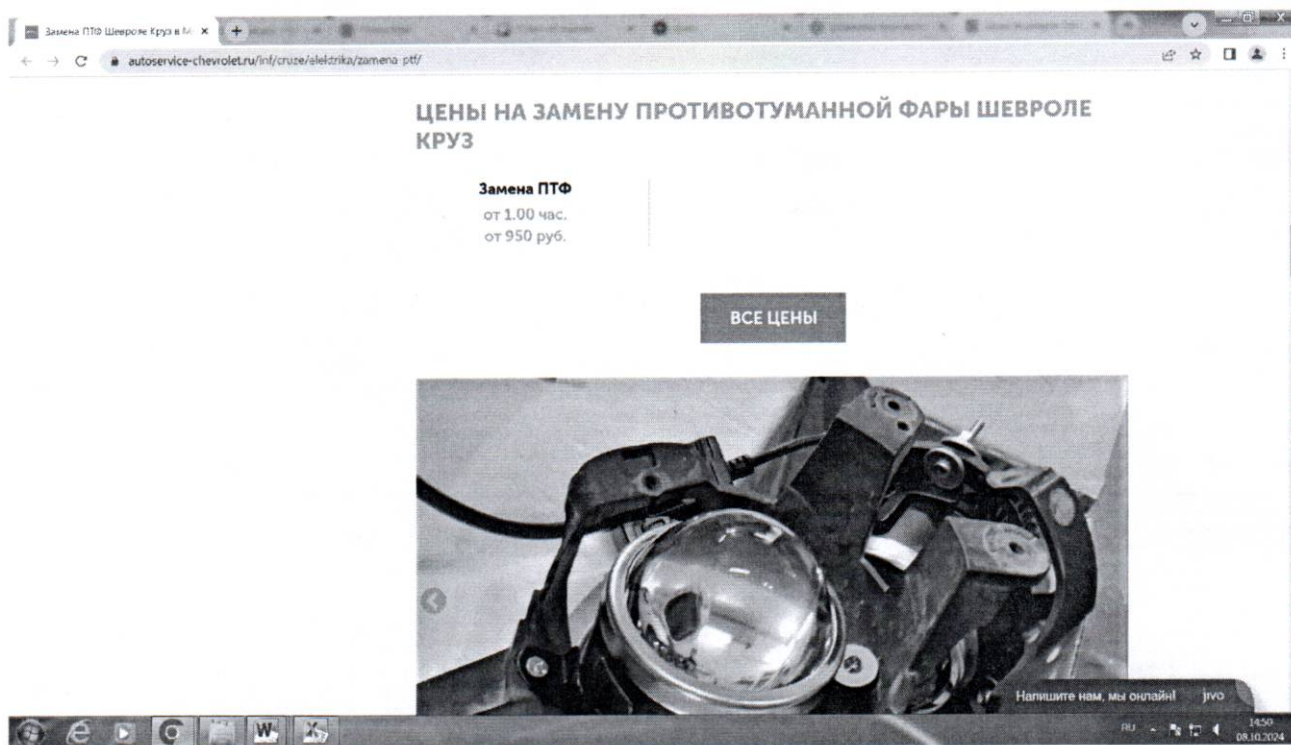 Замена ПТФ Шевроле Круз в М
autoservice-chevrolet.ru/inf/cruze/elektrika/zamena-ptf/
ЦЕНЫ НА ЗАМЕНУ ПРОТИВОТУМАННОЙ ФАРЫ ШЕВРОЛЕ
КРУЗ
Замена ПТФ
от 1.00 час.
от 950 руб.
ВСЕ ЦЕНЫ
Напишите нам, мы онлайн! jivo
RU
14:50
08.10.2024